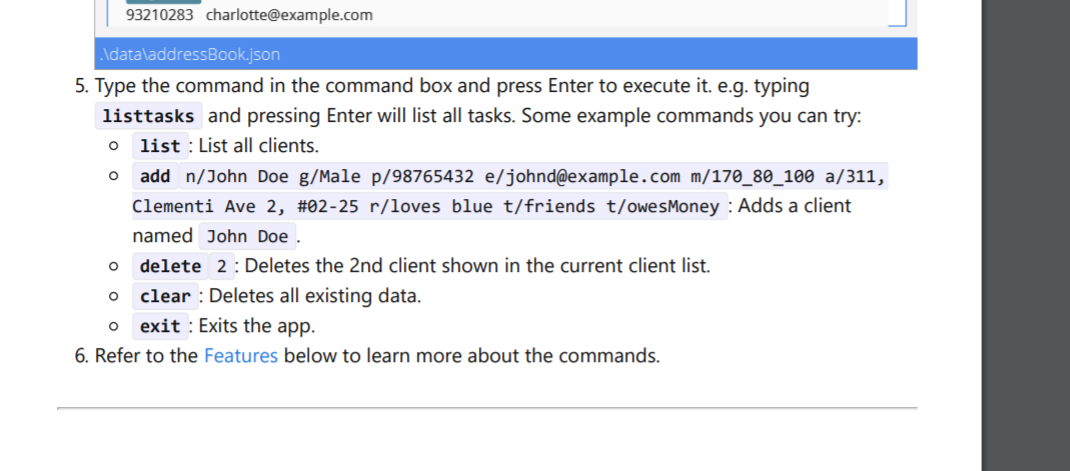 93210283 charlotte@example.com
.\data\addressBook.json
5. Type the command in the command box and press Enter to execute it. e.g. typing
listtasks and pressing Enter will list all tasks. Some example commands you can try:
list : List all clients.
add n/John Doe g/Male p/98765432 e/johnd@example.com m/170_80_100 a/311,
Clementi Ave 2, #02-25 r/loves blue t/friends t/owesMoney : Adds a client
named John Doe .
delete 2 : Deletes the 2nd client shown in the current client list.
clear : Deletes all existing data.
exit : Exits the app.
6. Refer to the Features below to learn more about the commands.